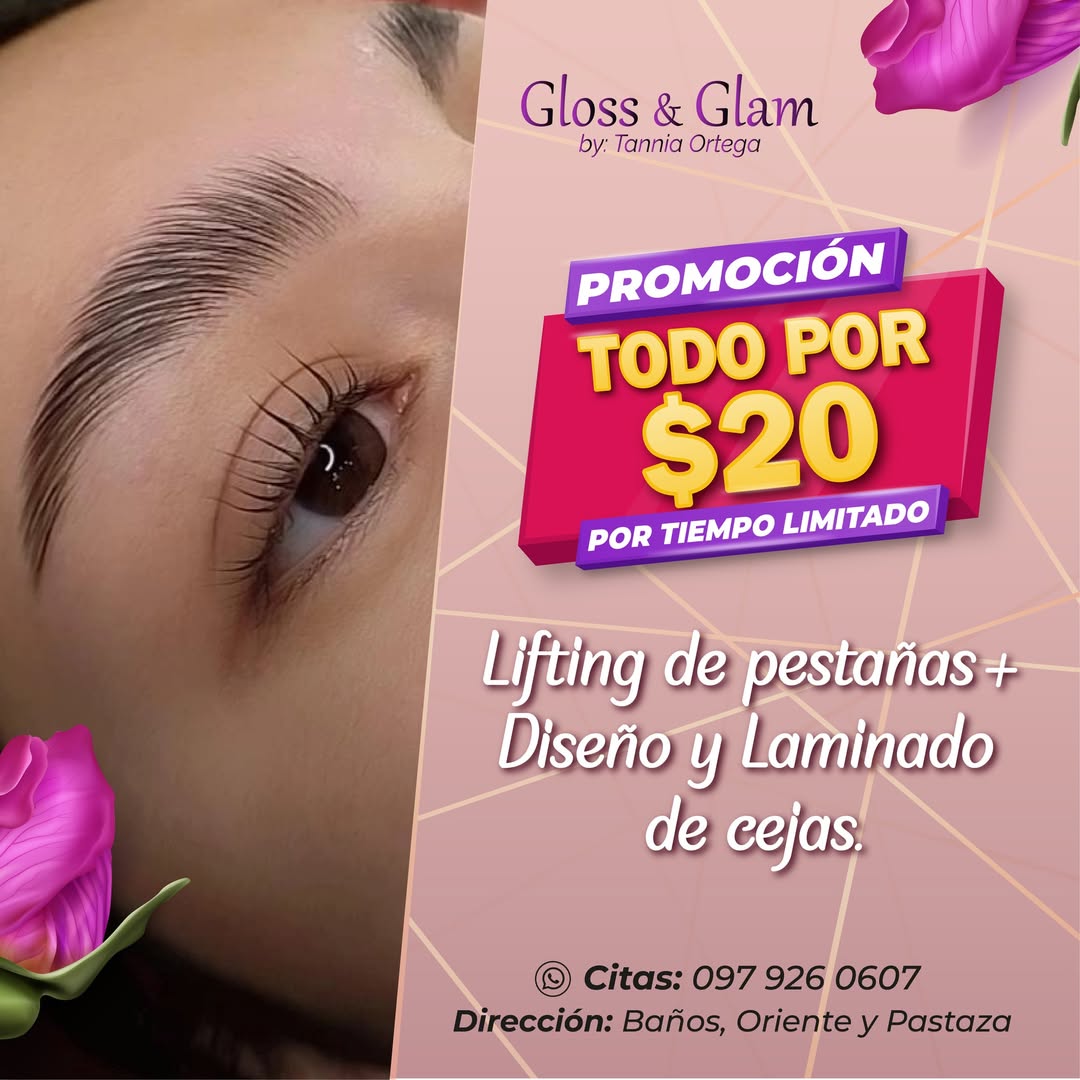 Gloss & Glam
by: Tannia Ortega
PROMOCIÓN
TODO POR
$20
POR TIEMPO LIMITADO
Lifting de pestañas +
Diseño y Laminado
de cejas.
Citas: 097 926 0607
Dirección: Baños, Oriente y Pastaza